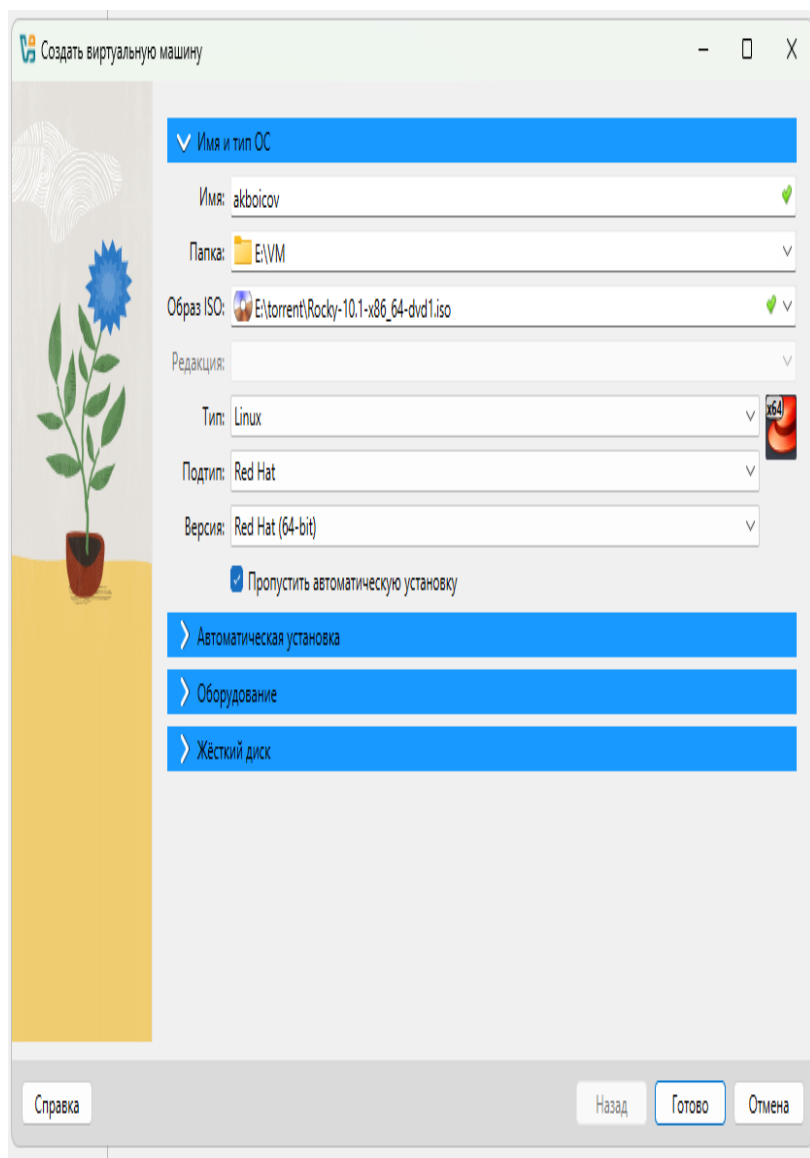 Создать виртуальную машину
Имя и тип ОС
Имя: akboicov
Папка: E:\VM
Образ ISO: E:\torrent\Rocky-10.1-x86_64-dvd1.iso
Редакция:
Тип: Linux
x64
Подтип: Red Hat
Версия: Red Hat (64-bit)
Пропустить автоматическую установку
Автоматическая установка
Оборудование
Жёсткий диск
Справка Назад Готово Отмена